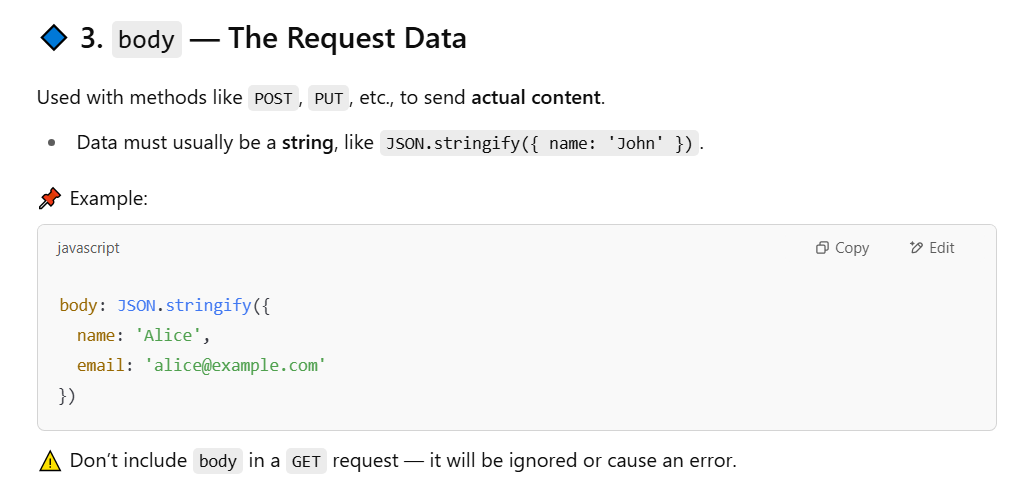 3. body — The Request Data
Used with methods like POST, PUT, etc., to send actual content.
• Data must usually be a string, like JSON.stringify({ name: 'John' }).
Example:
javascript
Copy
Edit
body: JSON.stringify({
  name: 'Alice',
  email: 'alice@example.com'
})
Don't include body in a GET request — it will be ignored or cause an error.